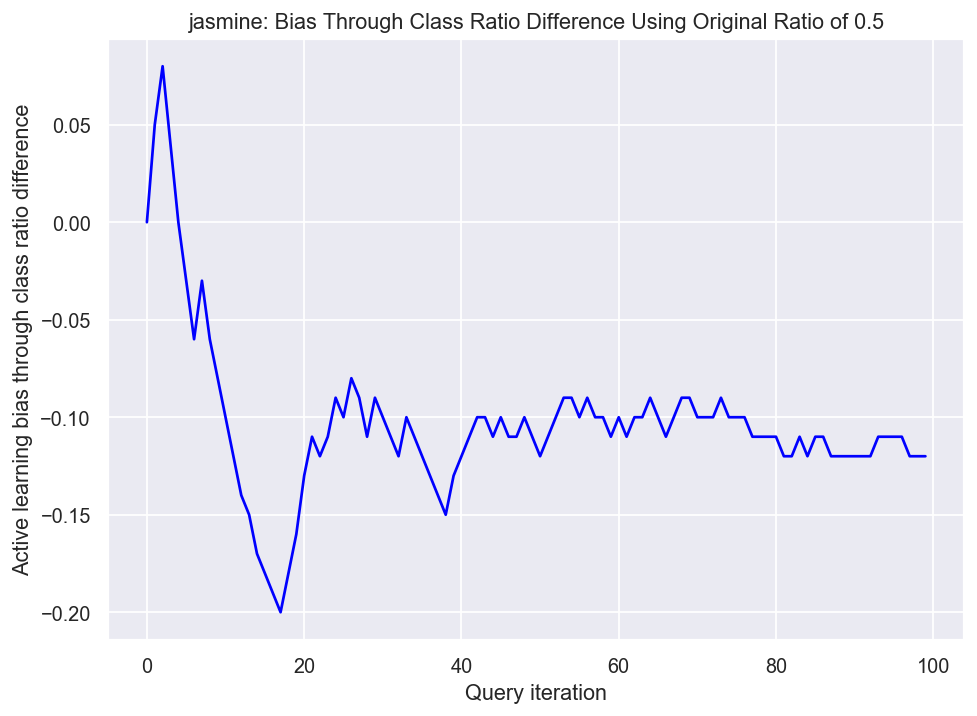 jasmine: Bias Through Class Ratio Difference Using Original Ratio of 0.5
Active learning bias through class ratio difference
0.05
0.00
−0.05
−0.10
−0.15
−0.20
0 20 40 60 80 100
Query iteration